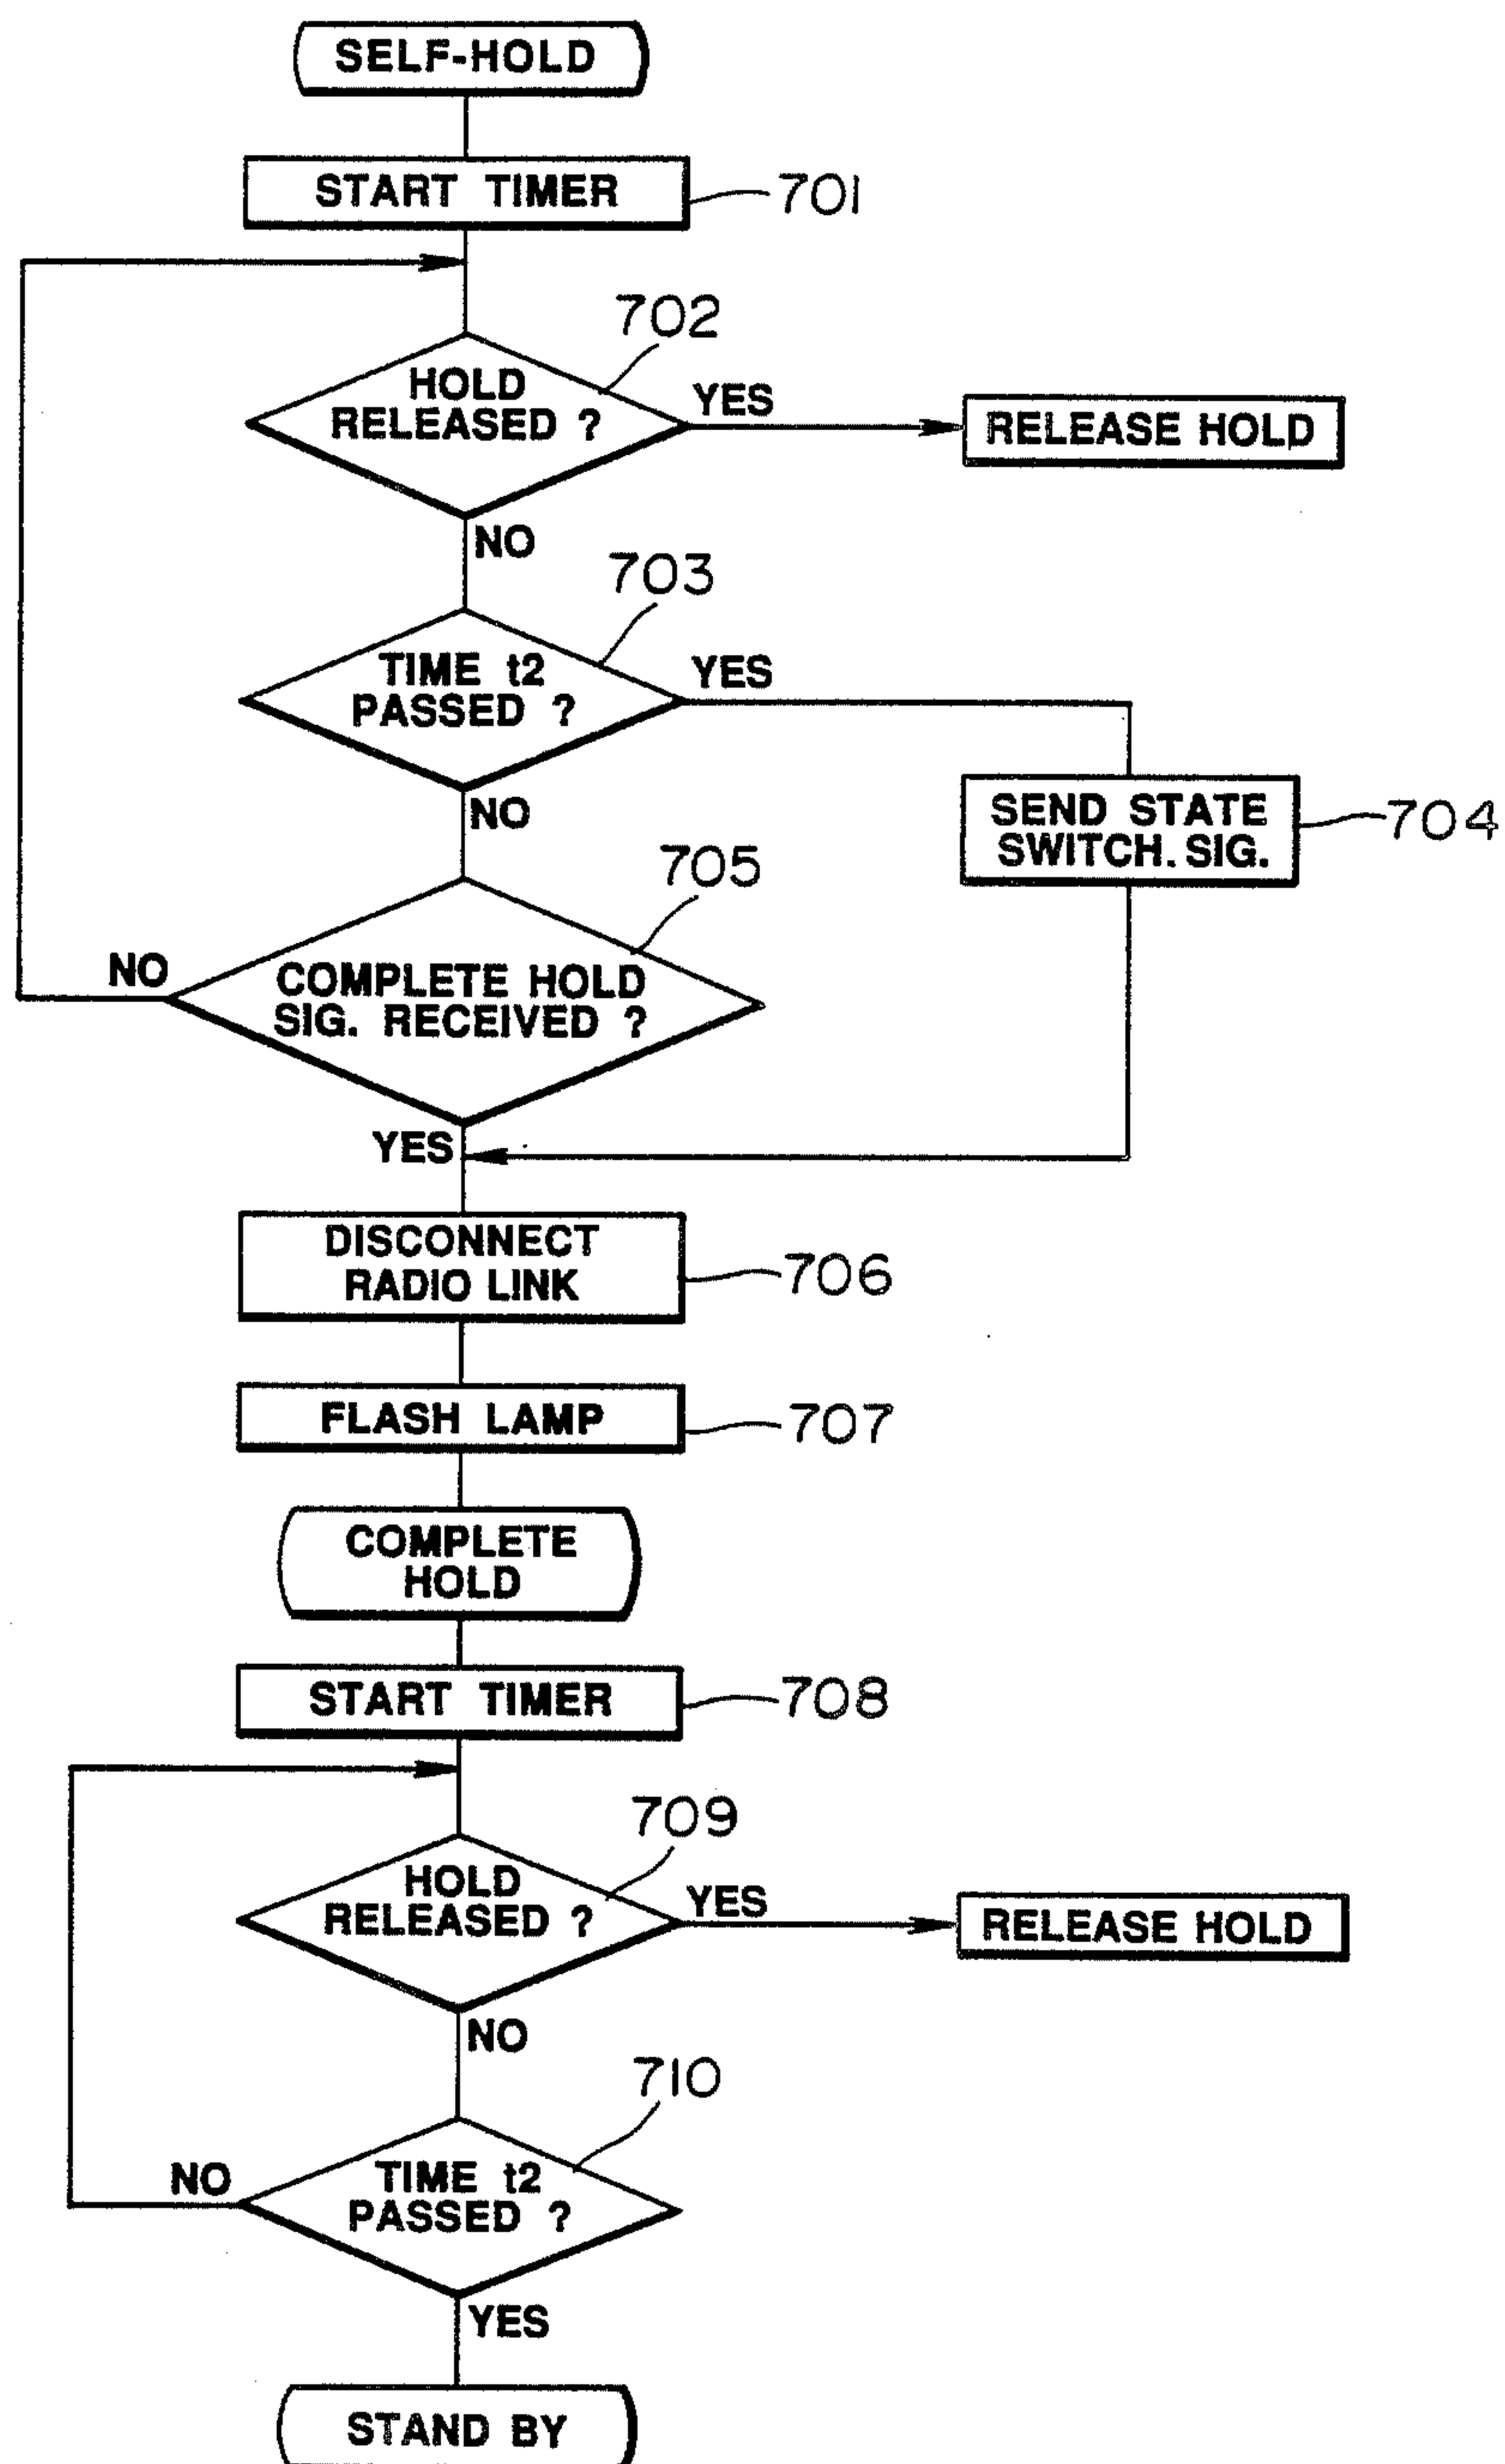 SELF-HOLD
START TIMER
701
702
HOLD
RELEASED ?
YES
RELEASE HOLD
NO
703
TIME t2
PASSED ?
YES
SEND STATE
SWITCH. SIG.
704
NO
705
NO
COMPLETE HOLD
SIG. RECEIVED ?
YES
DISCONNECT
RADIO LINK
706
FLASH LAMP
707
COMPLETE
HOLD
START TIMER
708
709
HOLD
RELEASED ?
YES
RELEASE HOLD
NO
710
NO
TIME t2
PASSED ?
YES
STAND BY